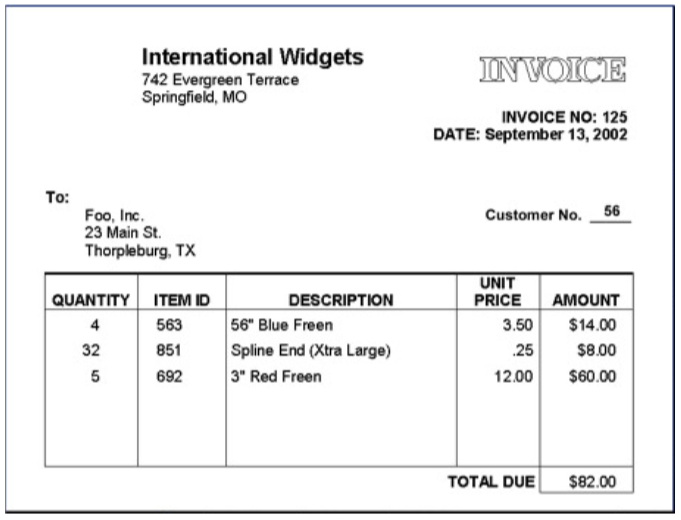 International Widgets
742 Evergreen Terrace
Springfield, MO
INVOICE
INVOICE NO: 125
DATE: September 13, 2002
To:
Foo, Inc.
23 Main St.
Thorpleburg, TX
Customer No. 56
QUANTITY ITEM ID DESCRIPTION UNIT PRICE AMOUNT
4 563 56" Blue Freen 3.50 $14.00
32 851 Spline End (Xtra Large) .25 $8.00
5 692 3" Red Freen 12.00 $60.00
TOTAL DUE $82.00